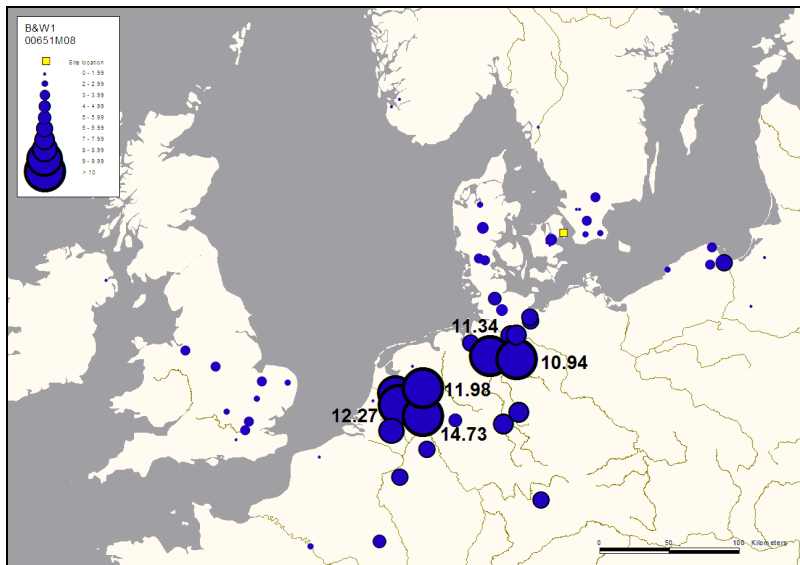 B&W1
00651M08
Site location
0 - 1.99
2 - 2.99
3 - 3.99
4 - 4.99
5 - 5.99
6 - 6.99
7 - 7.99
8 - 8.99
9 - 9.99
> 10
11.34
10.94
11.98
12.27
14.73
0 50 100 Kilometers